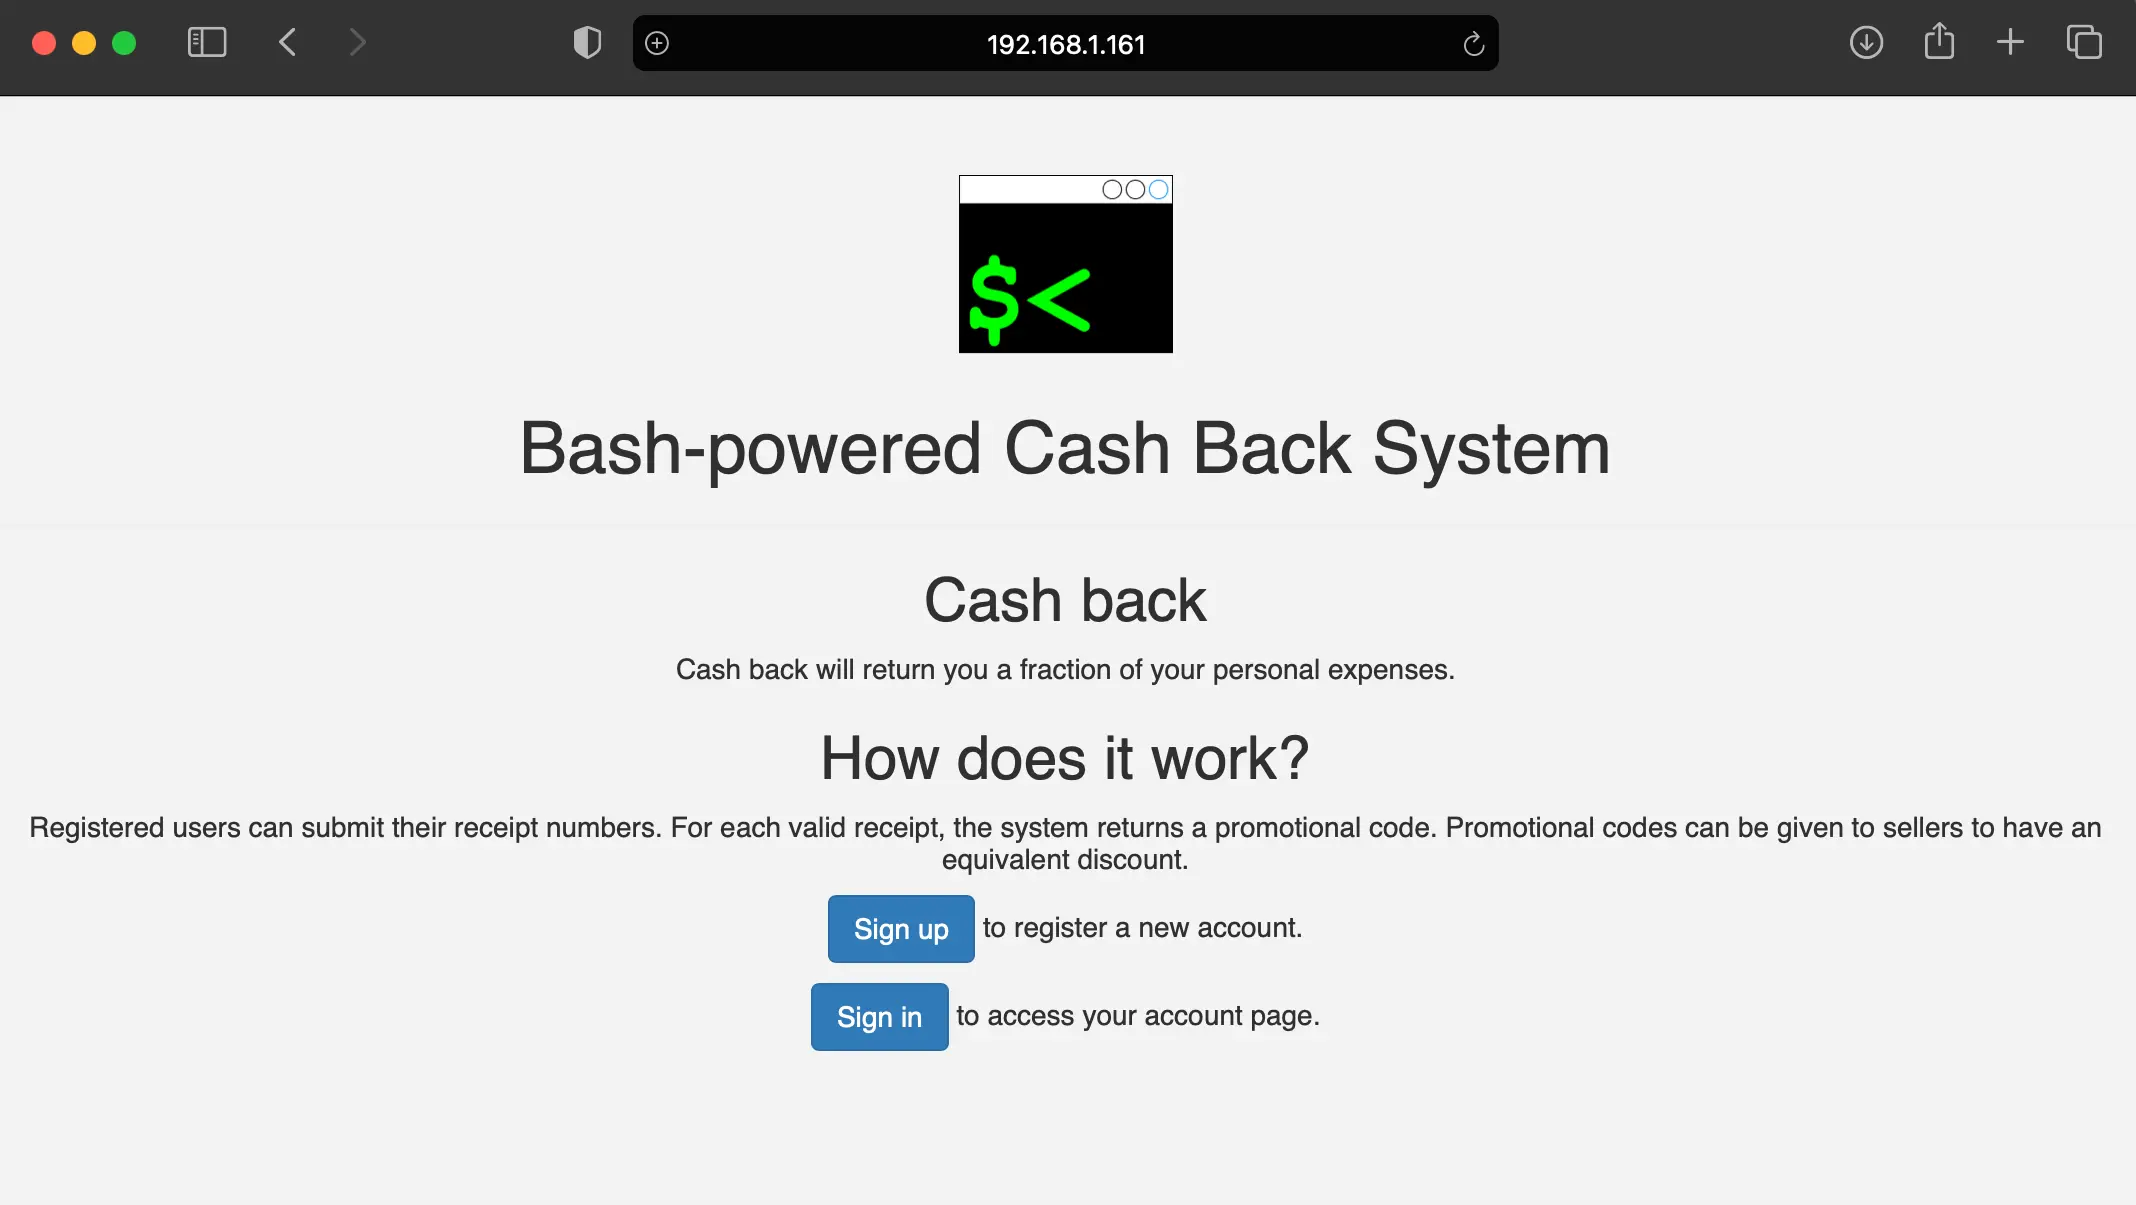 192.168.1.161
$<
Bash-powered Cash Back System
Cash back
Cash back will return you a fraction of your personal expenses.
How does it work?
Registered users can submit their receipt numbers. For each valid receipt, the system returns a promotional code. Promotional codes can be given to sellers to have an
equivalent discount.
Sign up to register a new account.
Sign in to access your account page.